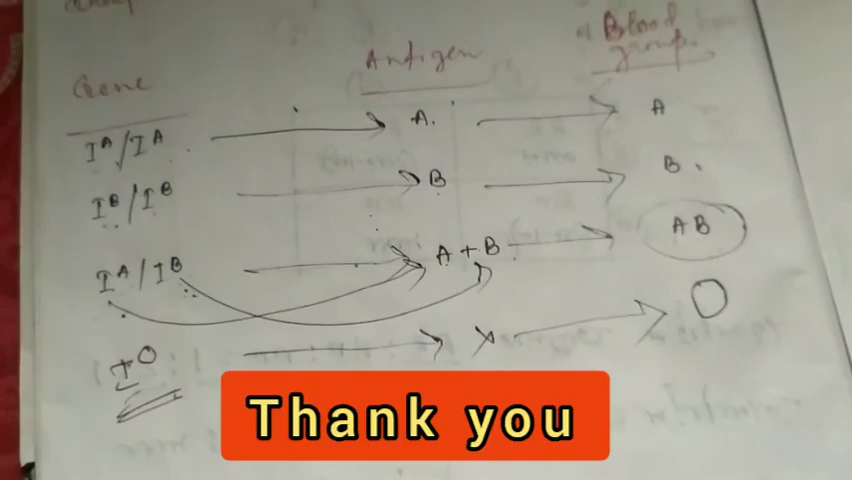 Gene Antigen Blood group
I^A/I^A → A. → A
I^B/I^B → B → B.
I^A/I^B → A + B → AB
I^O → X → O
Thank you